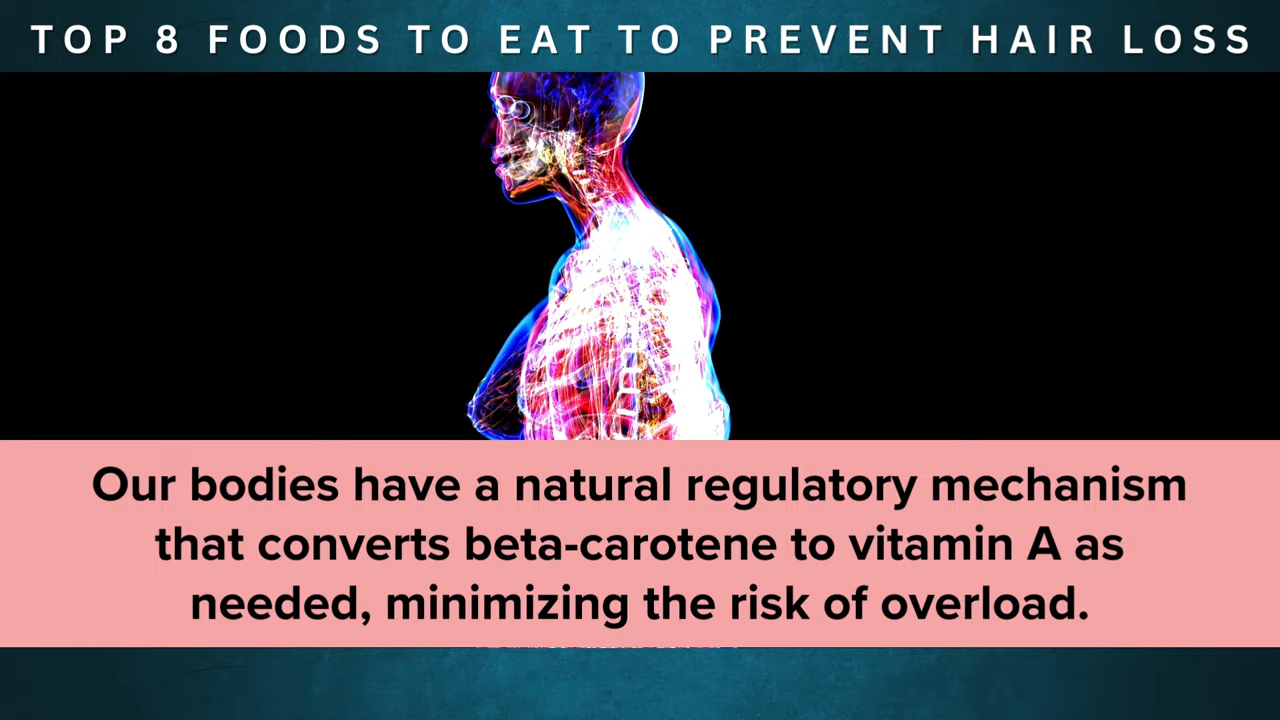 TOP 8 FOODS TO EAT TO PREVENT HAIR LOSS
Our bodies have a natural regulatory mechanism
that converts beta-carotene to vitamin A as
needed, minimizing the risk of overload.